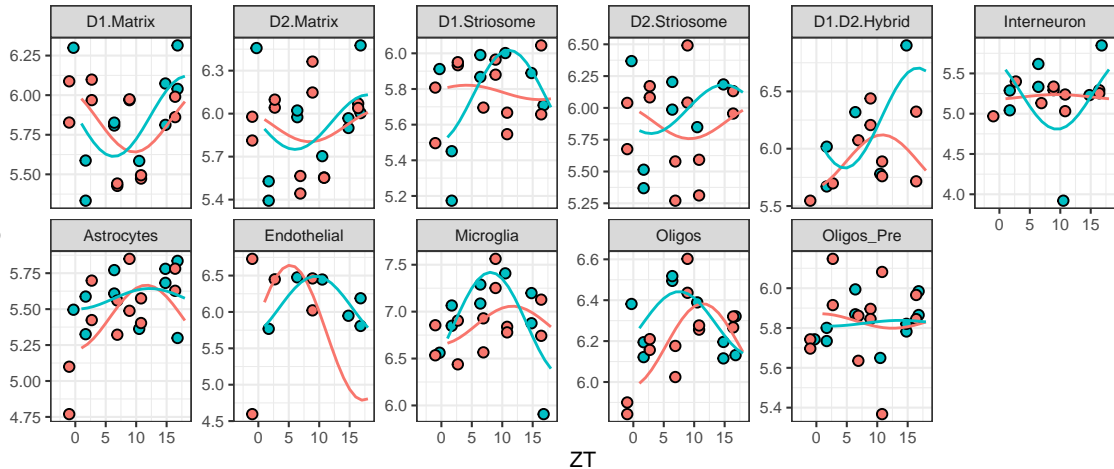 D1.Matrix D2.Matrix D1.Striosome D2.Striosome D1.D2.Hybrid Interneuron
6.25 6.00 5.75 5.50
6.3 6.0 5.7 5.4
6.0 5.8 5.6 5.4 5.2
6.50 6.25 6.00 5.75 5.50 5.25
6.5 6.0 5.5
5.5 5.0 4.5 4.0
0 5 10 15
Astrocytes Endothelial Microglia Oligos Oligos_Pre
5.75 5.50 5.25 5.00 4.75
6.5 6.0 5.5 5.0 4.5
7.5 7.0 6.5 6.0
6.6 6.4 6.2 6.0
6.2 6.0 5.8 5.6 5.4
0 5 10 15 0 5 10 15 0 5 10 15 0 5 10 15 0 5 10 15
ZT